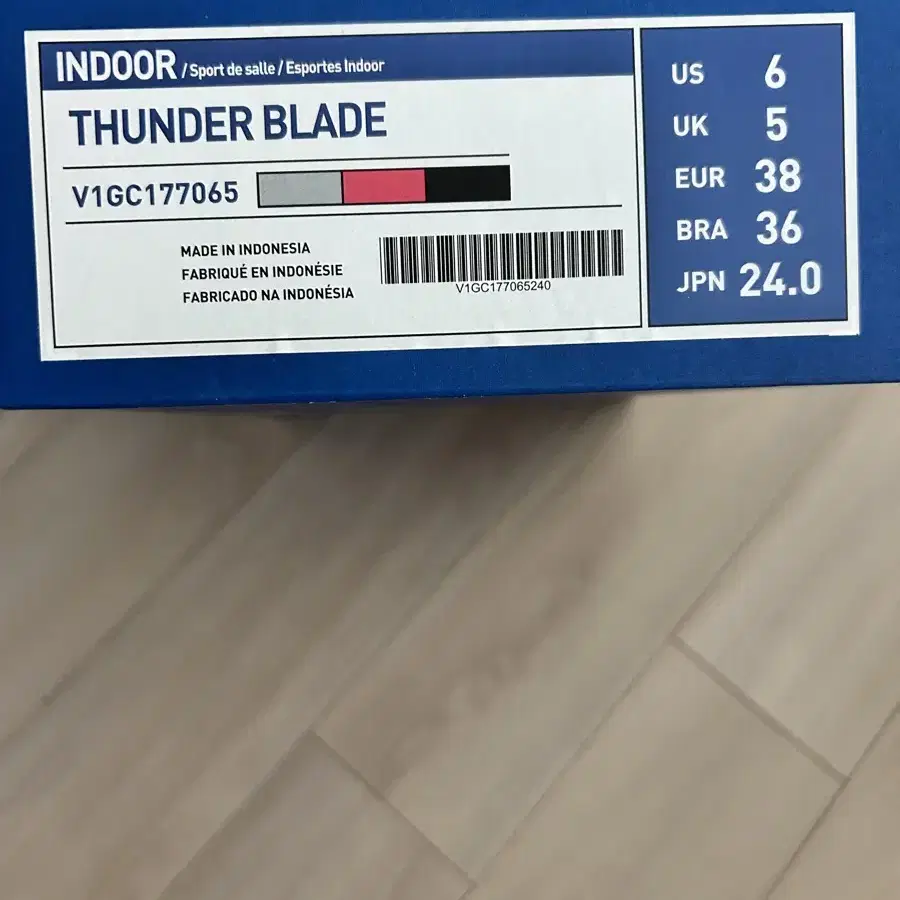 INDOOR / Sport de salle / Esportes Indoor
THUNDER BLADE
V1GC177065
MADE IN INDONESIA
FABRIQUÉ EN INDONÉSIE
FABRICADO NA INDONÉSIA
V1GC177065240
US 6
UK 5
EUR 38
BRA 36
JPN 24.0